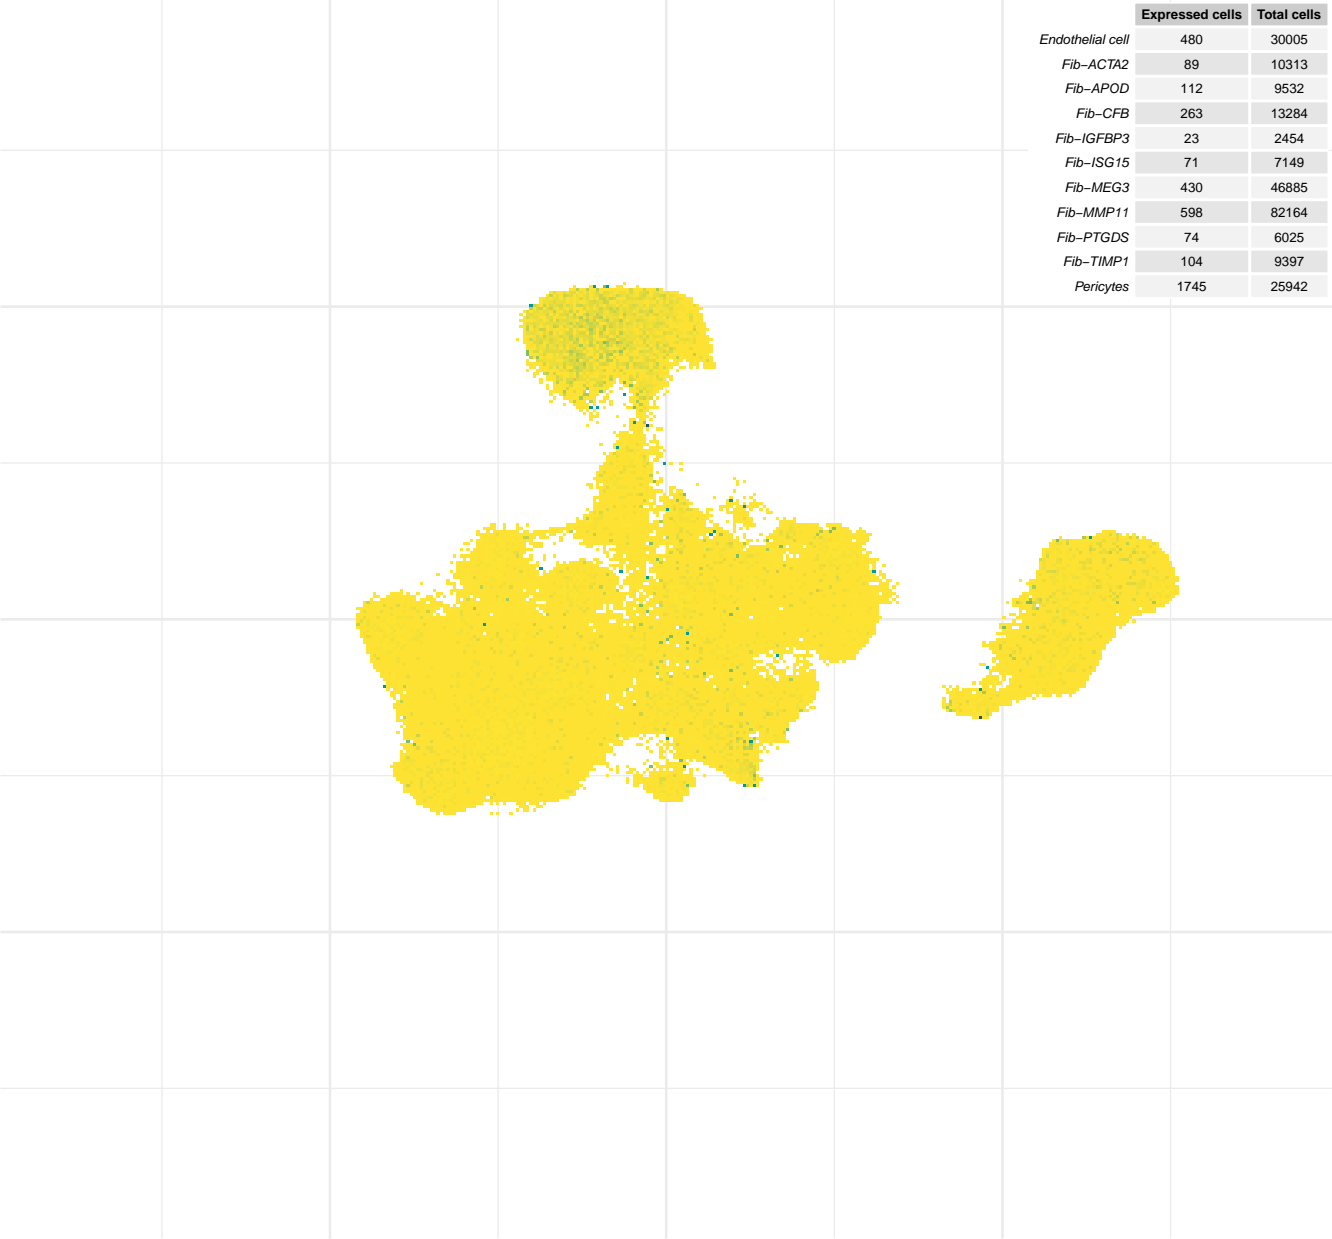 Expressed cells Total cells
Endothelial cell 480 30005
Fib−ACTA2 89 10313
Fib−APOD 112 9532
Fib−CFB 263 13284
Fib−IGFBP3 23 2454
Fib−ISG15 71 7149
Fib−MEG3 430 46885
Fib−MMP11 598 82164
Fib−PTGDS 74 6025
Fib−TIMP1 104 9397
Pericytes 1745 25942